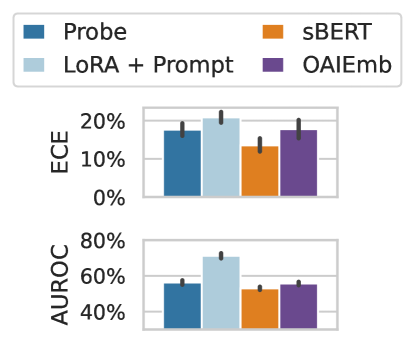 Probe
sBERT
LoRA + Prompt
OAIEmb
ECE
20%
10%
0%
AUROC
80%
60%
40%